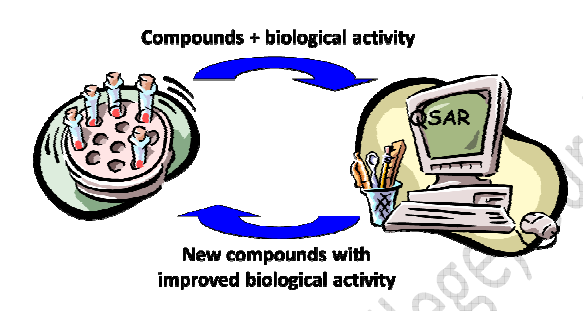 Compounds + biological activity
QSAR
New compounds with
improved biological activity